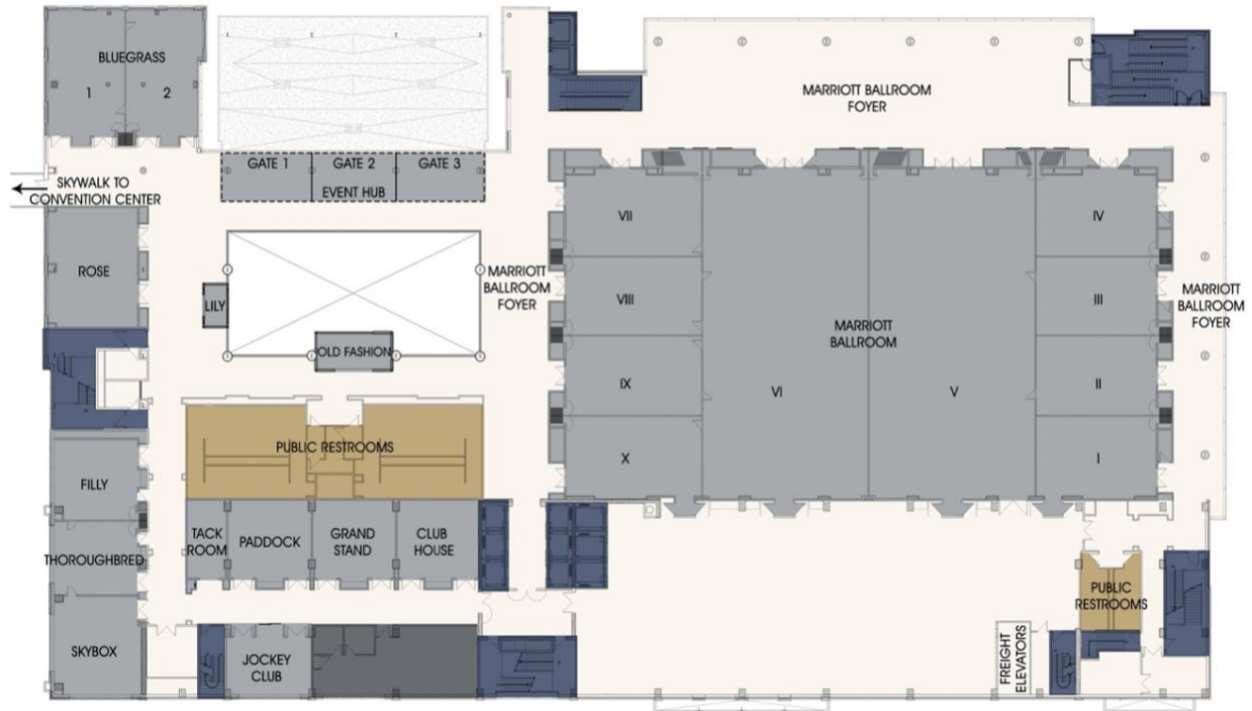 BLUEGRASS
1
2
MARRIOTT BALLROOM
FOYER
GATE 1
GATE 2
GATE 3
EVENT HUB
SKYWALK TO
CONVENTION CENTER
VII
IV
ROSE
MARRIOTT
BALLROOM
FOYER
LILY
VIII
III
MARRIOTT
BALLROOM
FOYER
MARRIOTT
BALLROOM
OLD FASHION
IX
VI
V
II
PUBLIC RESTROOMS
X
I
FILLY
TACK
ROOM
PADDOCK
GRAND
STAND
CLUB
HOUSE
THOROUGHBRED
PUBLIC
RESTROOMS
SKYBOX
JOCKEY
CLUB
FREIGHT
ELEVATORS